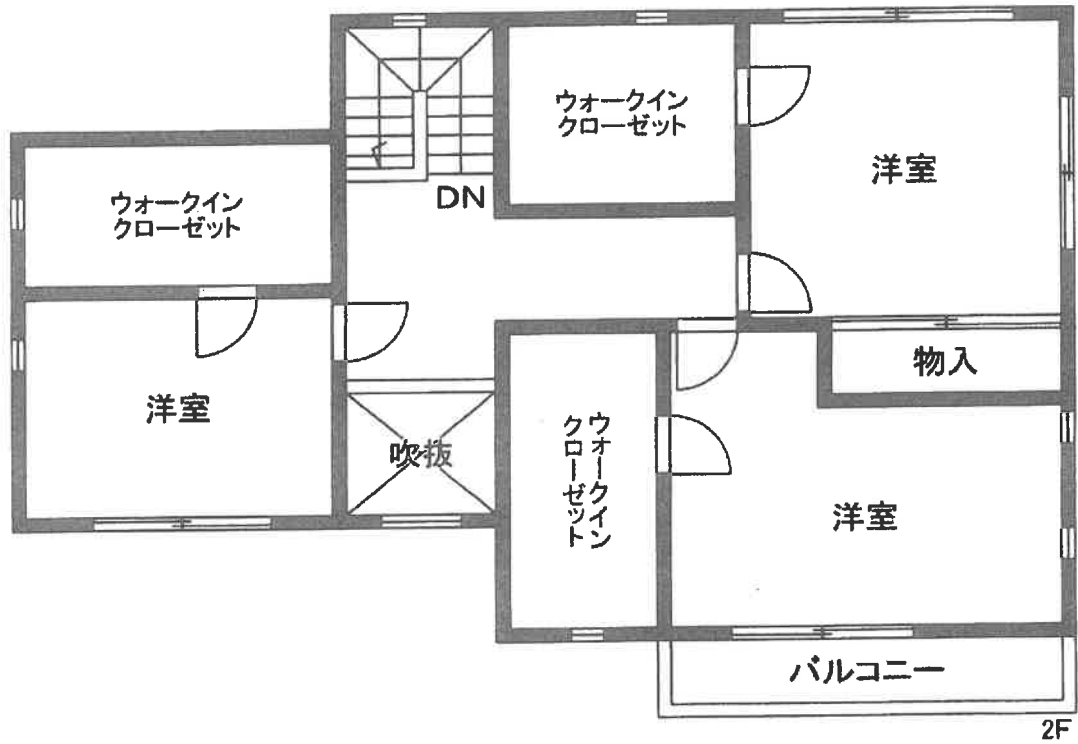 ウォークイン
クローゼット
洋室
ウォークイン
クローゼット
DN
物入
洋室
吹抜
ウォークイン
クローゼット
洋室
バルコニー
2F